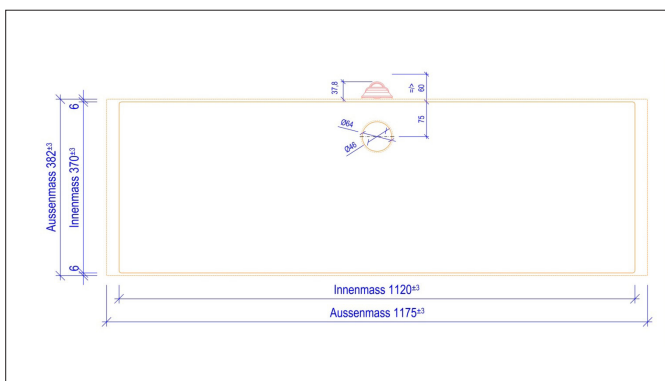 37,8
=/>
60
75
Ø64
Ø46
6
6
Aussenmass 382±3
Innenmass 370±3
Innenmass 1120±3
Aussenmass 1175±3